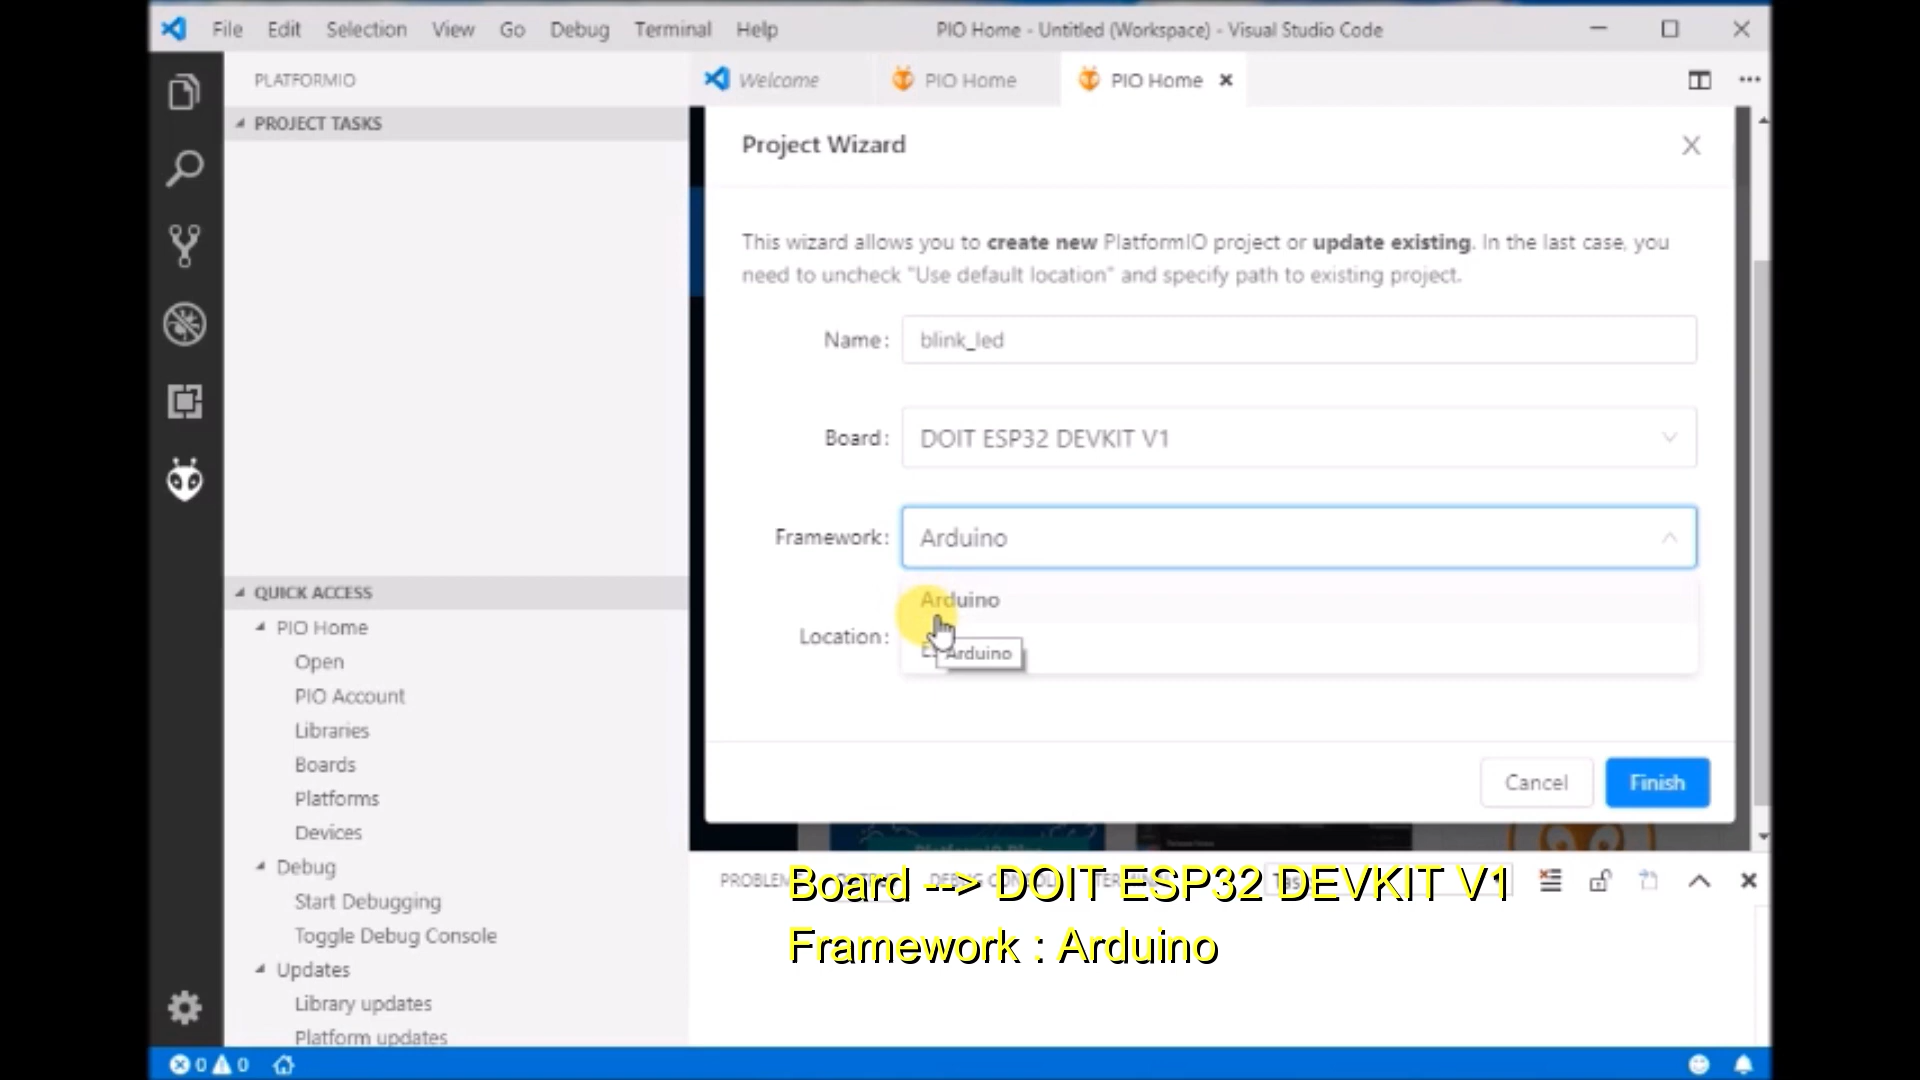 File Edit Selection View Go Debug Terminal Help
PIO Home - Untitled (Workspace) - Visual Studio Code
PLATFORMIO
Welcome
PIO Home
PIO Home
PROJECT TASKS
Project Wizard
This wizard allows you to create new PlatformIO project or update existing. In the last case, you
need to uncheck "Use default location" and specify path to existing project.
Name:
blink_led
Board:
DOIT ESP32 DEVKIT V1
Framework:
Arduino
Arduino
Location:
Arduino
Cancel
Finish
QUICK ACCESS
PIO Home
Open
PIO Account
Libraries
Boards
Platforms
Devices
Debug
Start Debugging
Toggle Debug Console
Updates
Library updates
Platform updates
Board --> DOIT ESP32 DEVKIT V1
Framework : Arduino
0
0